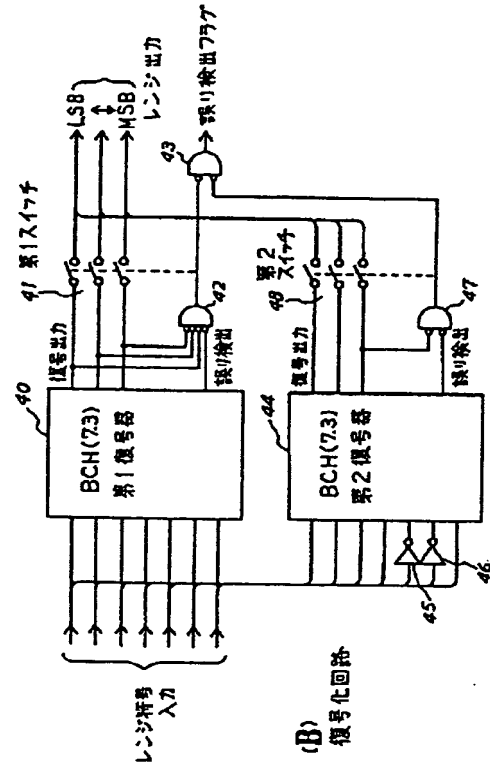 (B)
復号化回路
レンジ符号
入力
40
BCH(7.3)
第1復号器
復号出力
誤り検出
41 第1スイッチ
42
43
LSB
MSB
レンジ出力
誤り検出フラグ
44
BCH(7.3)
第2復号器
45
46
復号出力
誤り検出
第2
スイッチ
48
47